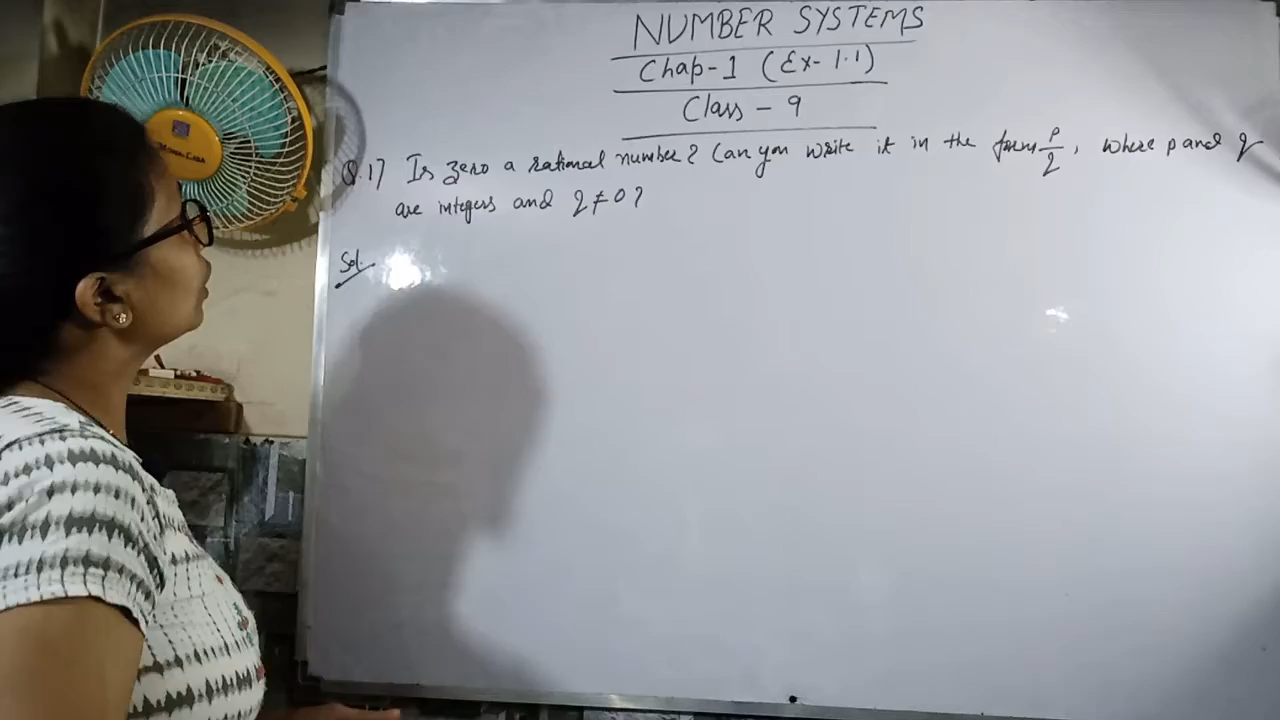 NUMBER SYSTEMS
Chap-1 (Ex-1.1)
Class - 9
Q.1) Is zero a rational number? Can you write it in the form p/q, where p and q
are integers and q ≠ 0?
Sol.